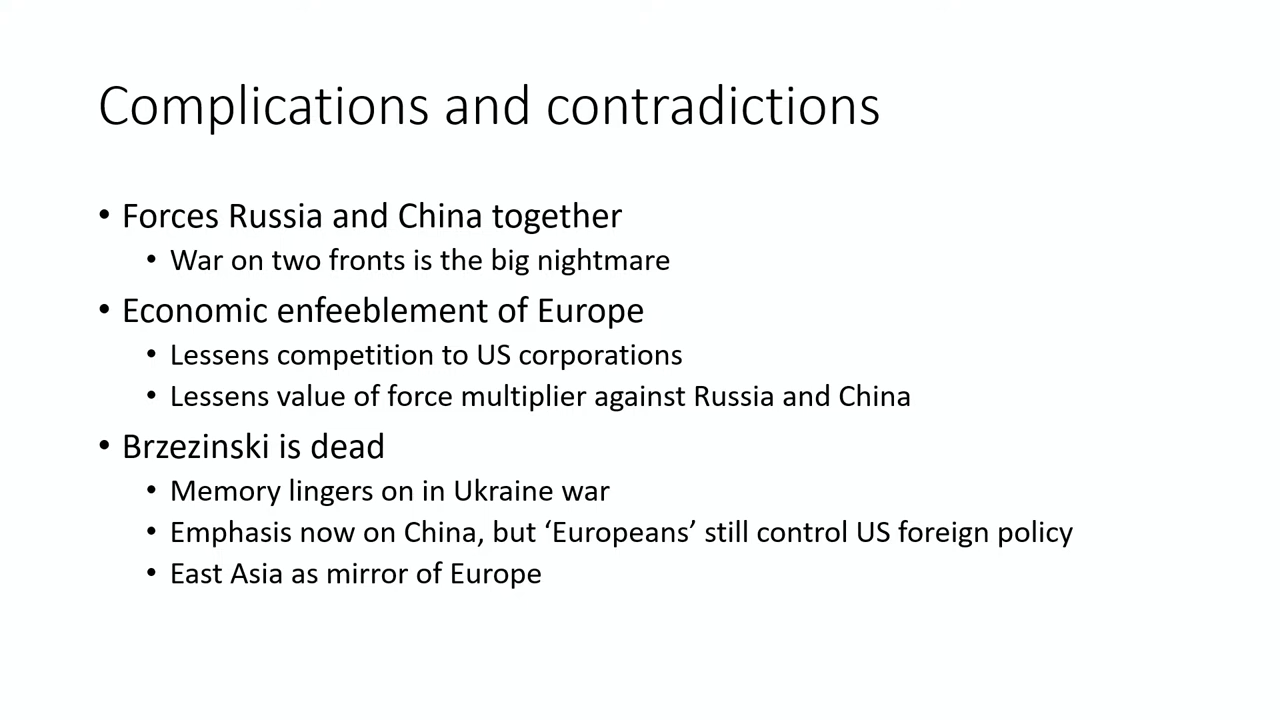 Complications and contradictions
• Forces Russia and China together
• War on two fronts is the big nightmare
• Economic enfeeblement of Europe
• Lessens competition to US corporations
• Lessens value of force multiplier against Russia and China
• Brzezinski is dead
• Memory lingers on in Ukraine war
• Emphasis now on China, but ‘Europeans’ still control US foreign policy
• East Asia as mirror of Europe